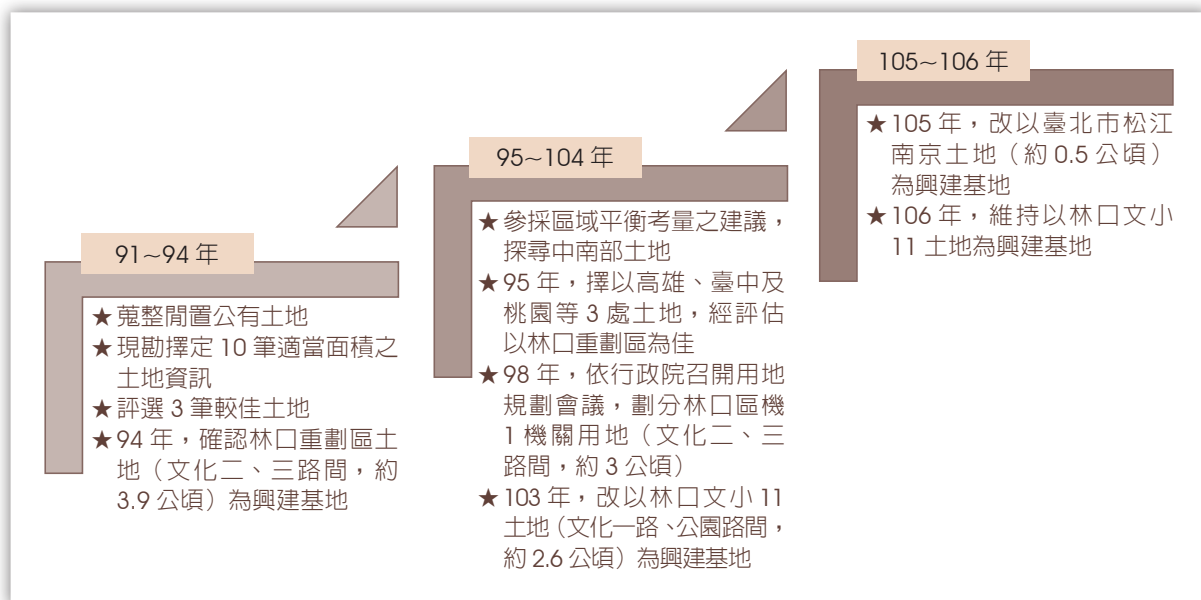 91~94 年
★蒐整閒置公有土地
★現勘擇定 10 筆適當面積之
土地資訊
★評選 3 筆較佳土地
★94 年，確認林口重劃區土
地（文化二、三路間，約
3.9 公頃）為興建基地
95~104 年
★參採區域平衡考量之建議，
探尋中南部土地
★95 年，擇以高雄、臺中及
桃園等 3 處土地，經評估
以林口重劃區為佳
★98 年，依行政院召開用地
規劃會議，劃分林口區機
1 機關用地（文化二、三
路間，約 3 公頃）
★103 年，改以林口文小 11
土地（文化一路、公園路間，
約 2.6 公頃）為興建基地
105~106 年
★105 年，改以臺北市松江
南京土地（約 0.5 公頃）
為興建基地
★106 年，維持以林口文小
11 土地為興建基地